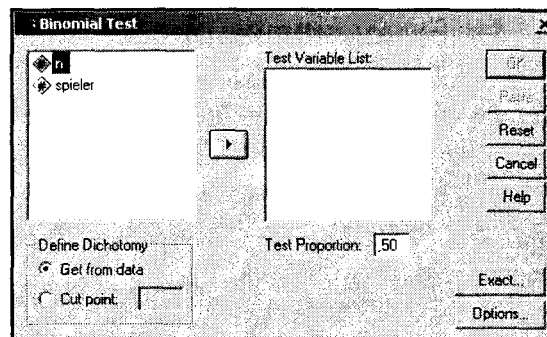 Binomial Test
n
spieler
Test Variable List:
OK
Paste
Reset
Cancel
Help
Define Dichotomy
Get from data
Cut point:
Test Proportion: .50
Exact...
Options...